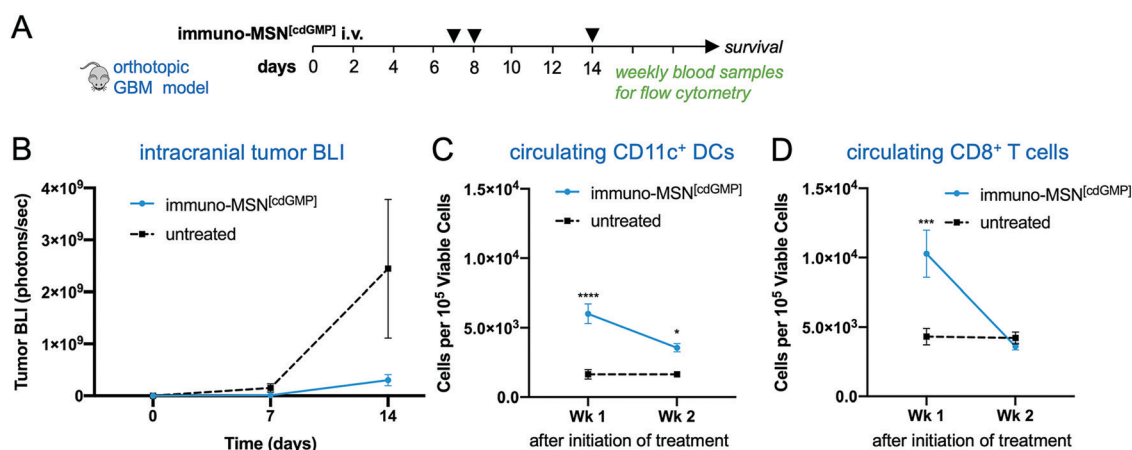 A
immuno-MSN[cdGMP] i.v.
survival
orthotopic
GBM model
days 0 2 4 6 8 10 12 14
weekly blood samples
for flow cytometry
B intracranial tumor BLI
immuno-MSN[cdGMP]
untreated
Tumor BLI (photons/sec)
4×10⁹
3×10⁹
2×10⁹
1×10⁹
0
0 7 14
Time (days)
C circulating CD11c⁺ DCs
immuno-MSN[cdGMP]
untreated
Cells per 10⁵ Viable Cells
1.5×10⁴
1.0×10⁴
5.0×10³
0.0
****
*
Wk 1 Wk 2
after initiation of treatment
D circulating CD8⁺ T cells
immuno-MSN[cdGMP]
untreated
Cells per 10⁵ Viable Cells
1.5×10⁴
1.0×10⁴
5.0×10³
0.0
***
Wk 1 Wk 2
after initiation of treatment